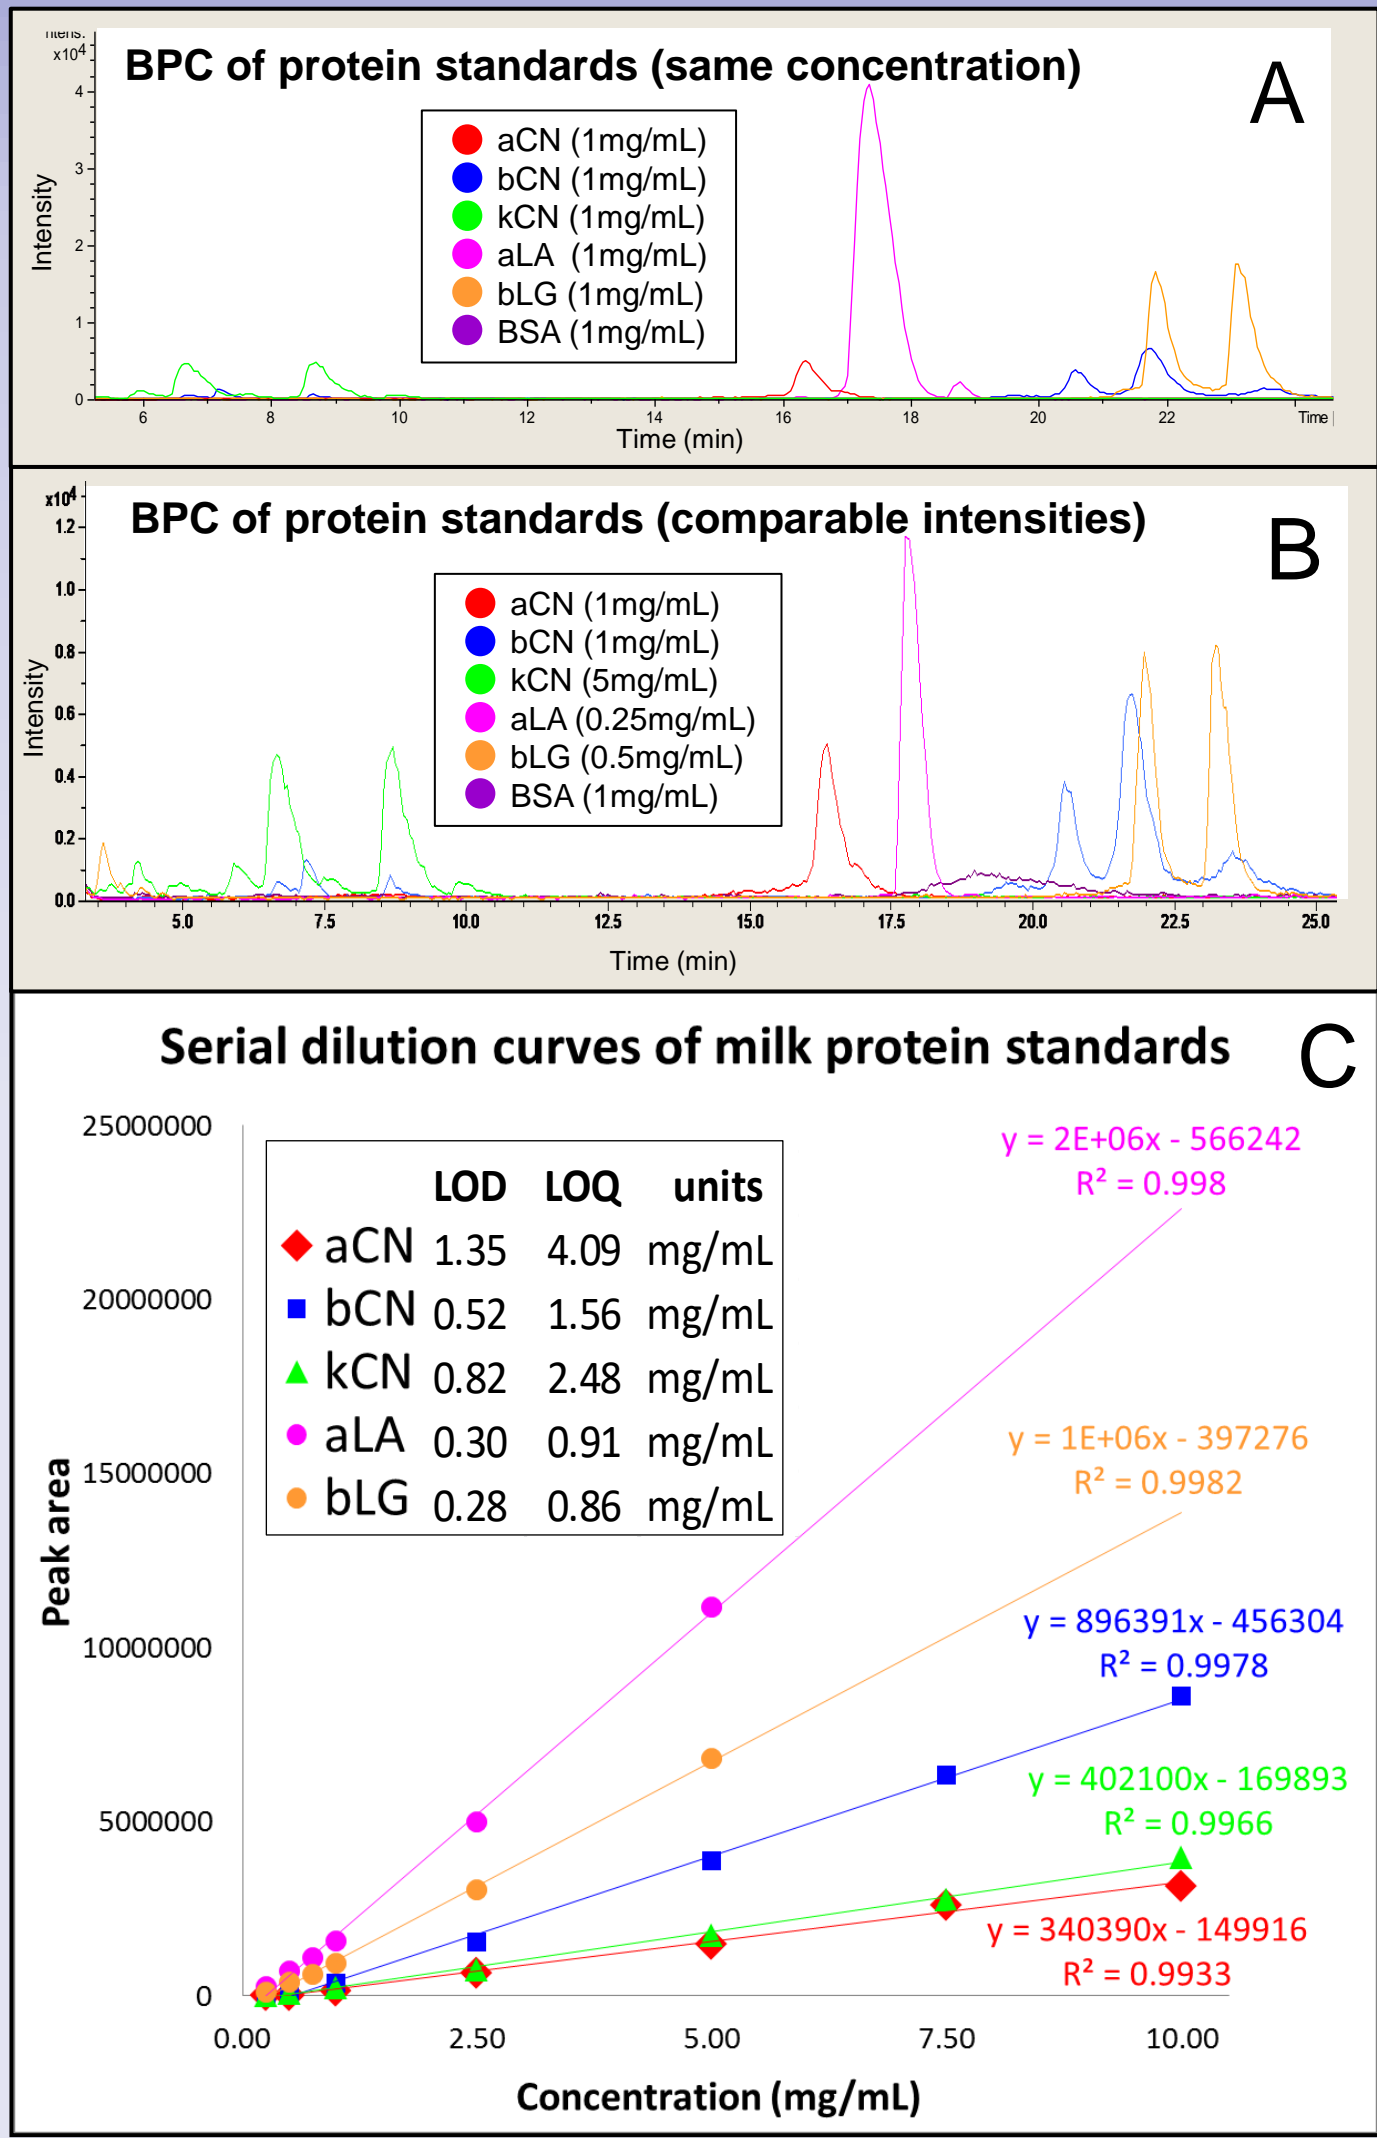 ntens.
x10⁴
BPC of protein standards (same concentration)
A
aCN (1mg/mL)
bCN (1mg/mL)
kCN (1mg/mL)
aLA (1mg/mL)
bLG (1mg/mL)
BSA (1mg/mL)
Intensity
4
3
2
1
0
6 8 10 12 14 16 18 20 22 Time
Time (min)
x10⁴
BPC of protein standards (comparable intensities)
B
aCN (1mg/mL)
bCN (1mg/mL)
kCN (5mg/mL)
aLA (0.25mg/mL)
bLG (0.5mg/mL)
BSA (1mg/mL)
Intensity
1.2
1.0
0.8
0.6
0.4
0.2
0.0
5.0 7.5 10.0 12.5 15.0 17.5 20.0 22.5 25.0
Time (min)
Serial dilution curves of milk protein standards
C
LOD LOQ units
aCN 1.35 4.09 mg/mL
bCN 0.52 1.56 mg/mL
kCN 0.82 2.48 mg/mL
aLA 0.30 0.91 mg/mL
bLG 0.28 0.86 mg/mL
y = 2E+06x - 566242
R² = 0.998
y = 1E+06x - 397276
R² = 0.9982
y = 896391x - 456304
R² = 0.9978
y = 402100x - 169893
R² = 0.9966
y = 340390x - 149916
R² = 0.9933
Peak area
25000000
20000000
15000000
10000000
5000000
0
0.00 2.50 5.00 7.50 10.00
Concentration (mg/mL)